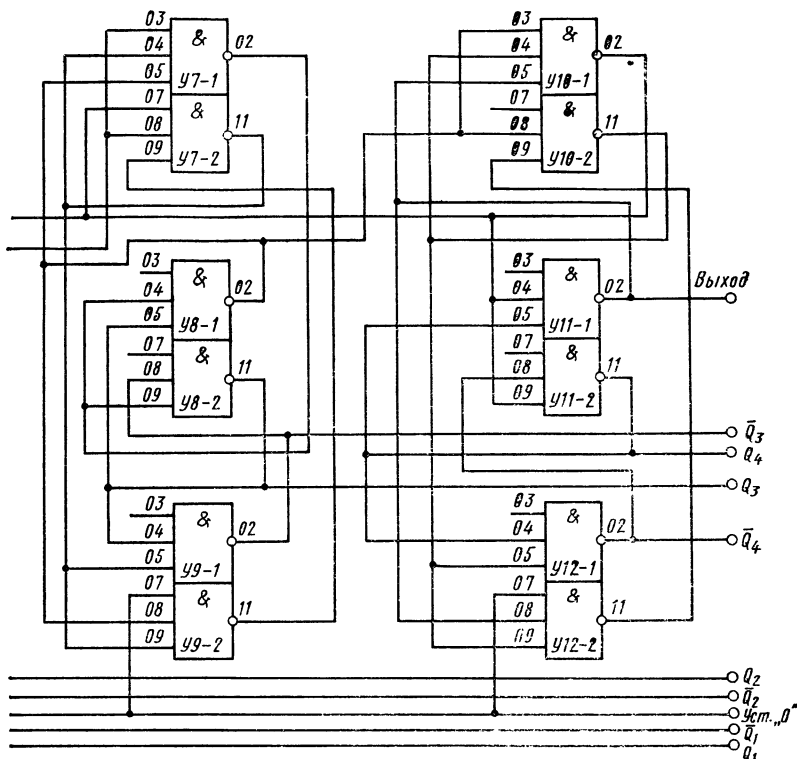 03 & 02
04
05 У7-1
07 & 11
08
09 У7-2
03 & 02
04
05 У10-1
07 & 11
08
09 У10-2
03 & 02
04
05 У8-1
07 & 11
08
09 У8-2
03 & 02
04
05 У11-1
07 & 11
08
09 У11-2
Выход
Q̅₃
Q₄
Q₃
Q̅₄
03 & 02
04
05 У9-1
07 & 11
08
09 У9-2
03 & 02
04
05 У12-1
07 & 11
08
09 У12-2
Q₂
Q̅₂
Уст.„0"
Q̅₁
Q₁